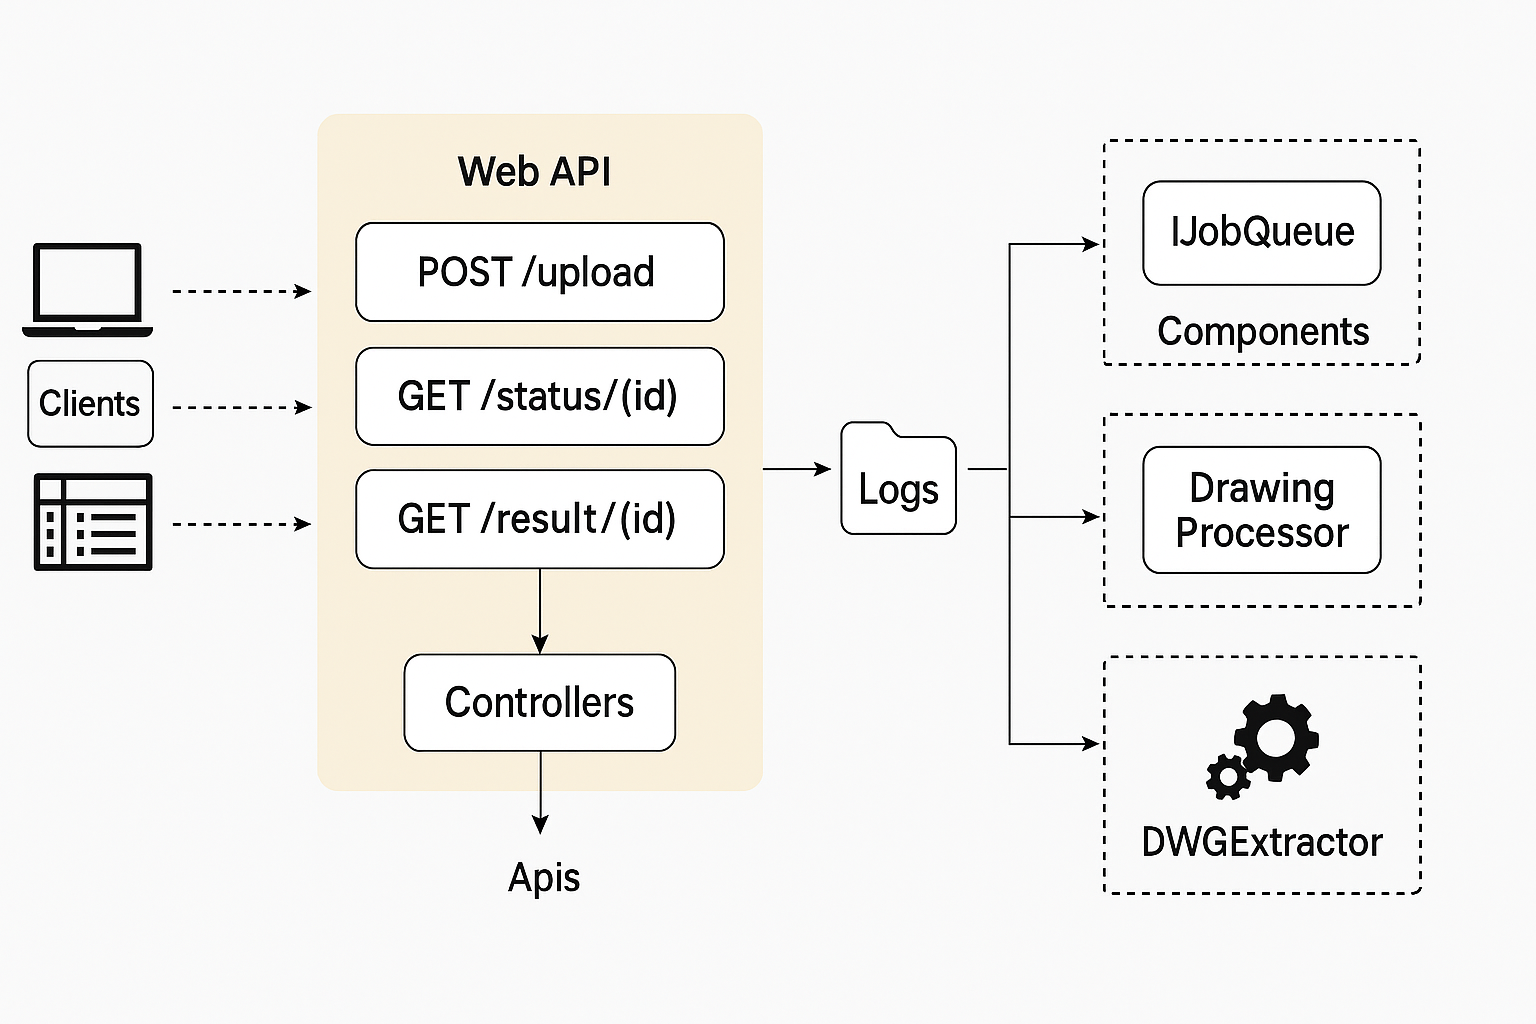 Web API
POST /upload
GET /status/(id)
GET /result/(id)
Controllers
Apis
Clients
Logs
IJobQueue
Components
Drawing
Processor
DWGExtractor